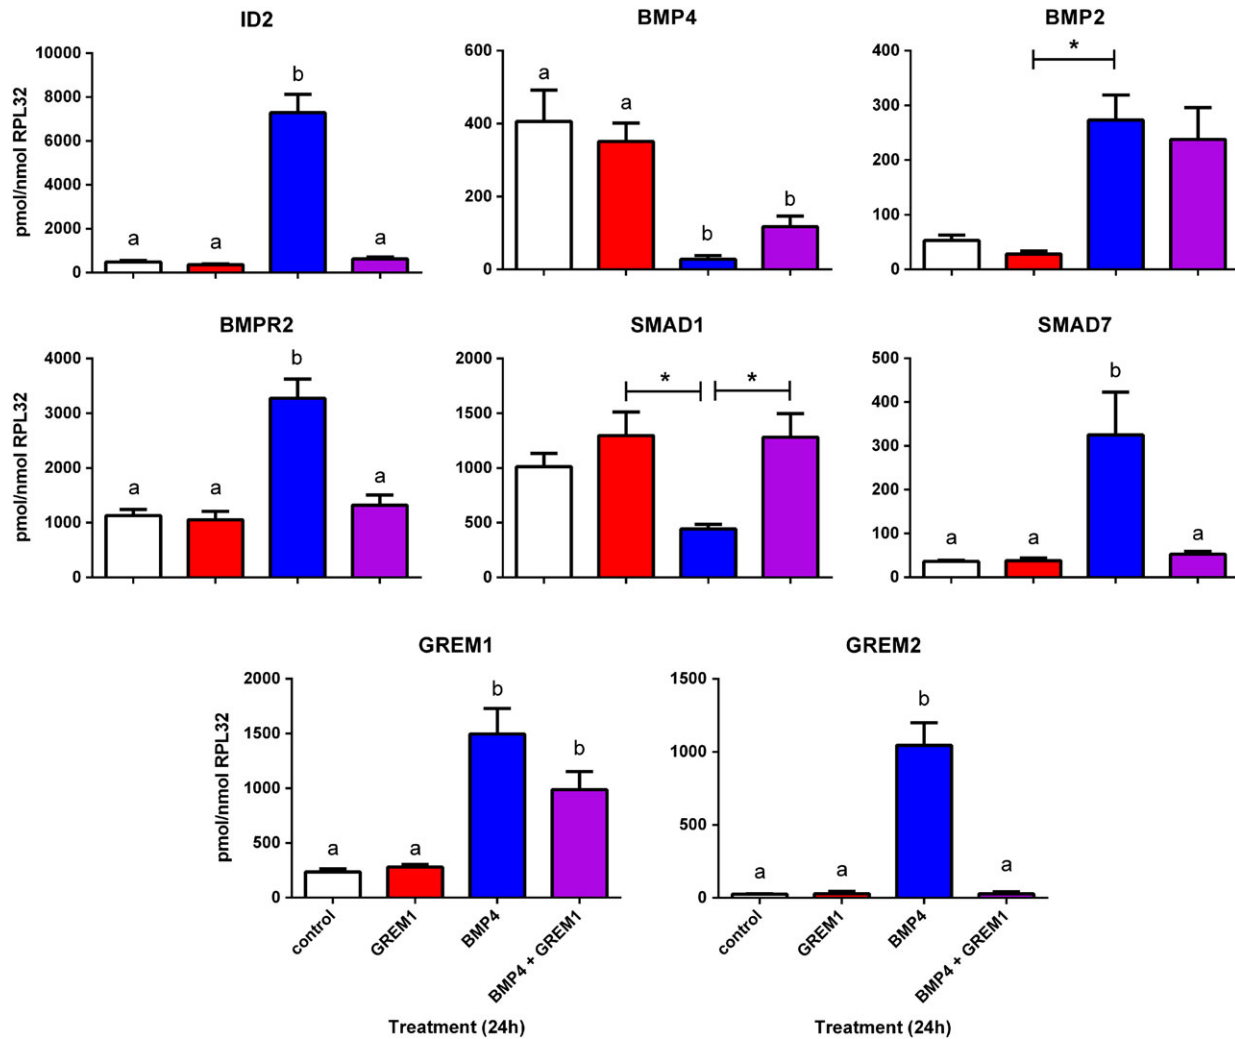 ID2
BMP4
BMP2
pmol/nmol RPL32
10000
8000
6000
4000
2000
0
a
a
b
a
600
400
200
0
a
a
b
b
400
300
200
100
0
*
BMPR2
SMAD1
SMAD7
pmol/nmol RPL32
4000
3000
2000
1000
0
a
a
b
a
2000
1500
1000
500
0
*
*
500
400
300
200
100
0
a
a
b
a
GREM1
GREM2
pmol/nmol RPL32
2000
1500
1000
500
0
a
a
b
b
1500
1000
500
0
a
a
b
a
control
GREM1
BMP4
BMP4 + GREM1
control
GREM1
BMP4
BMP4 + GREM1
Treatment (24h)
Treatment (24h)